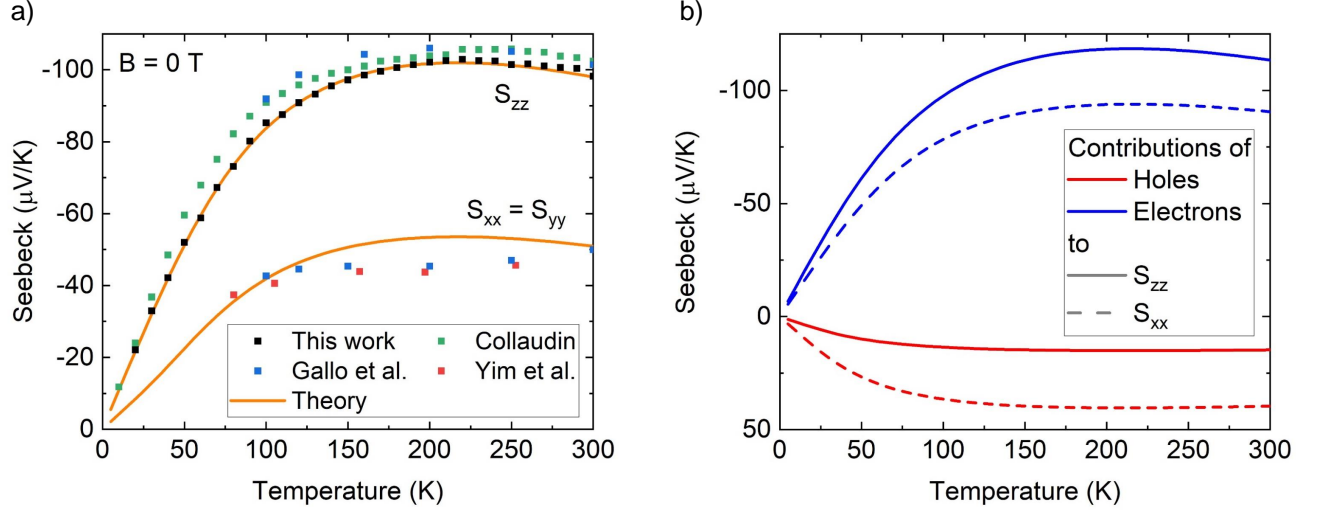 a)
B = 0 T
S_zz
S_xx = S_yy
This work
Collaudin
Gallo et al.
Yim et al.
Theory
Seebeck (μV/K)
-100
-80
-60
-40
-20
0
0 50 100 150 200 250 300
Temperature (K)
b)
Contributions of
Holes
Electrons
to
S_zz
S_xx
Seebeck (μV/K)
-100
-50
0
50
0 50 100 150 200 250 300
Temperature (K)